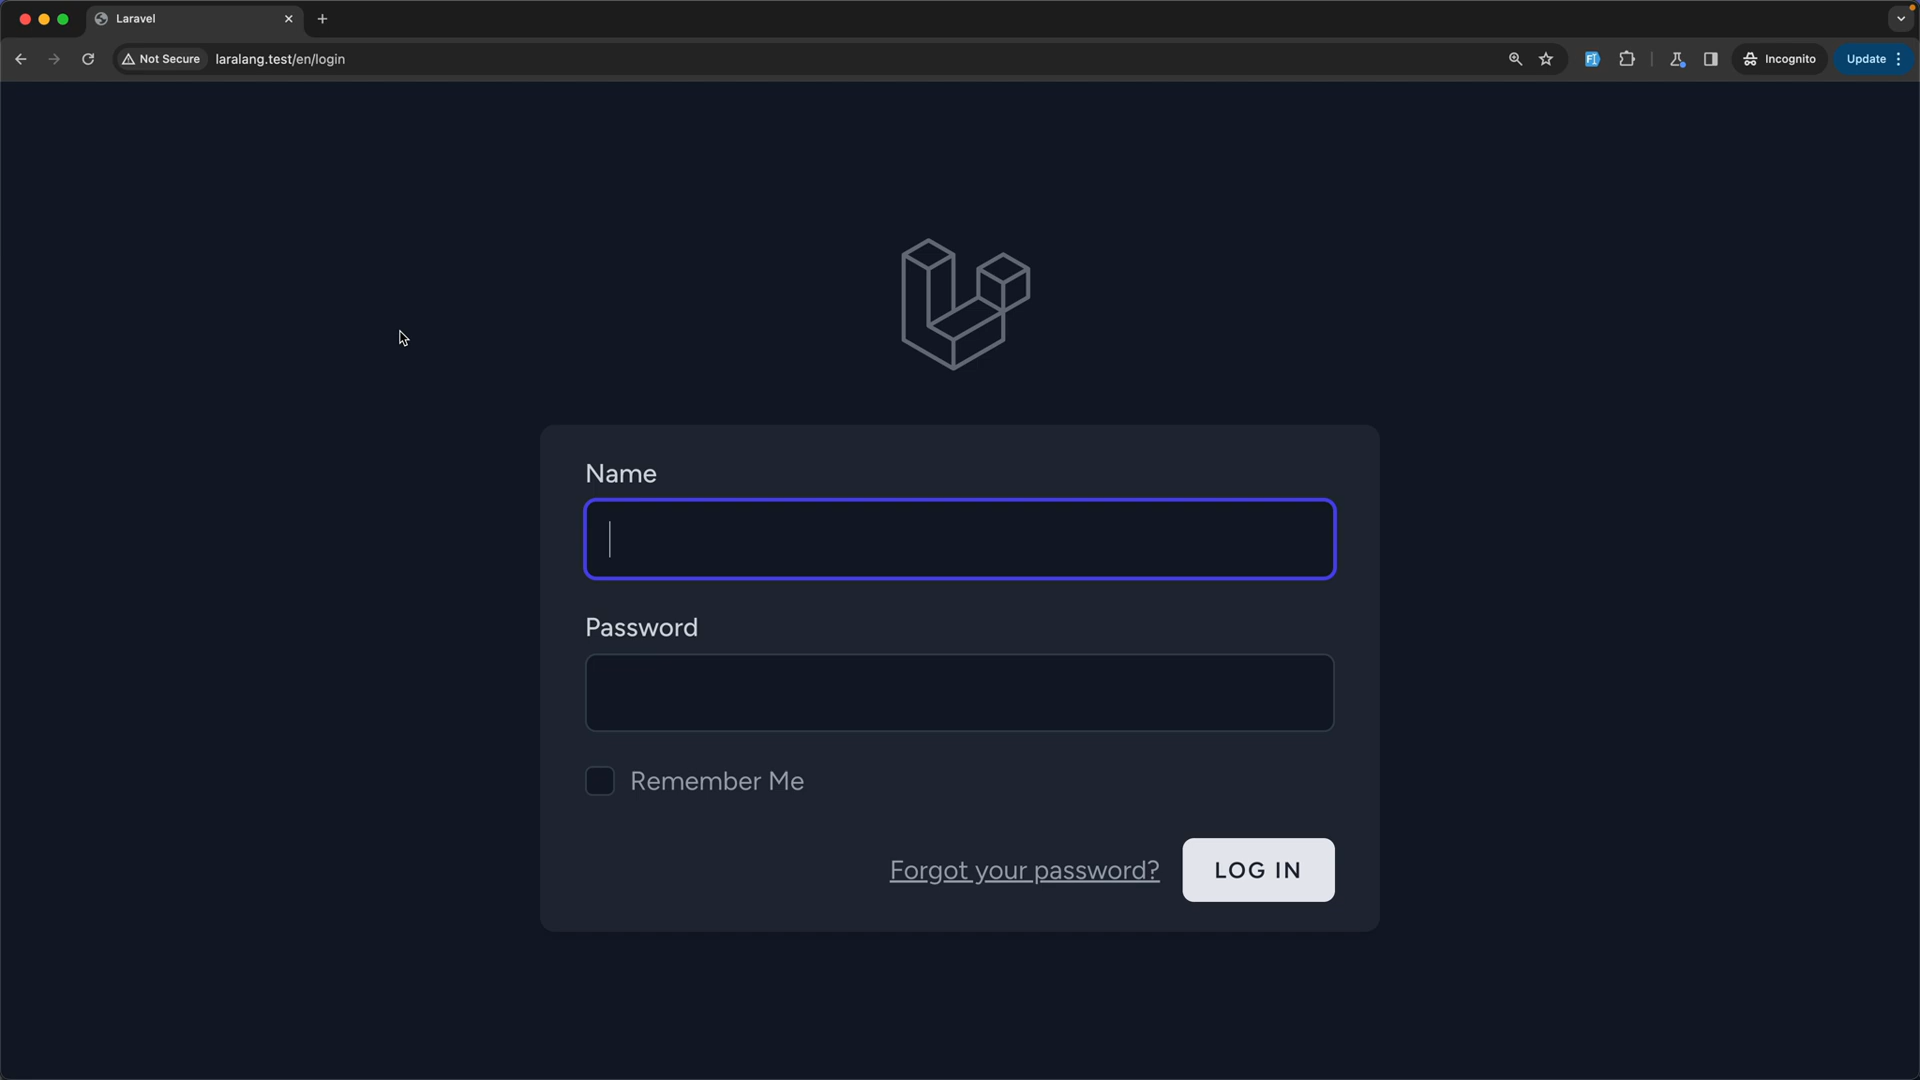 Laravel
Not Secure
laralang.test/en/login
Incognito
Update
Name
Password
Remember Me
Forgot your password?
LOG IN